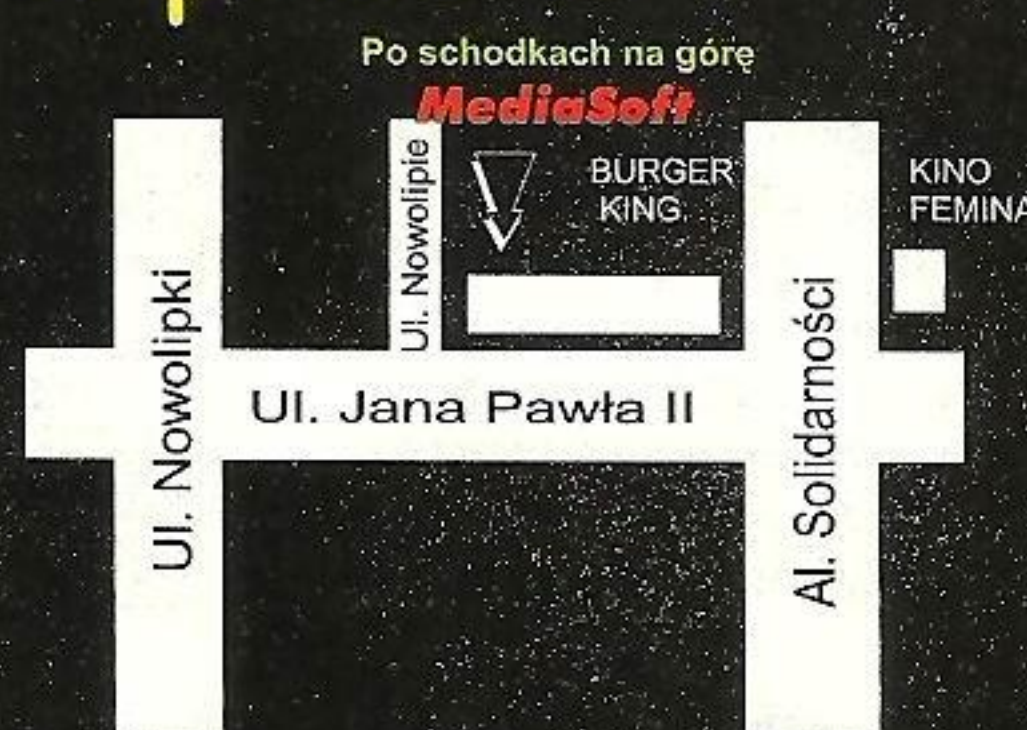 Po schodkach na górę
MediaSoft
Ul. Nowolipie
BURGER
KING
KINO
FEMINA
Ul. Nowolipki
Ul. Jana Pawła II
Al. Solidarności